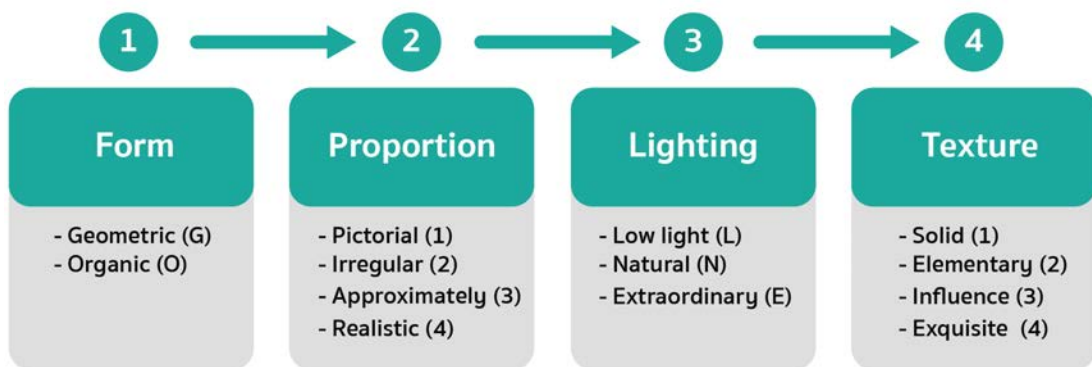 1
2
3
4
Form
- Geometric (G)
- Organic (O)
Proportion
- Pictorial (1)
- Irregular (2)
- Approximately (3)
- Realistic (4)
Lighting
- Low light (L)
- Natural (N)
- Extraordinary (E)
Texture
- Solid (1)
- Elementary (2)
- Influence (3)
- Exquisite  (4)